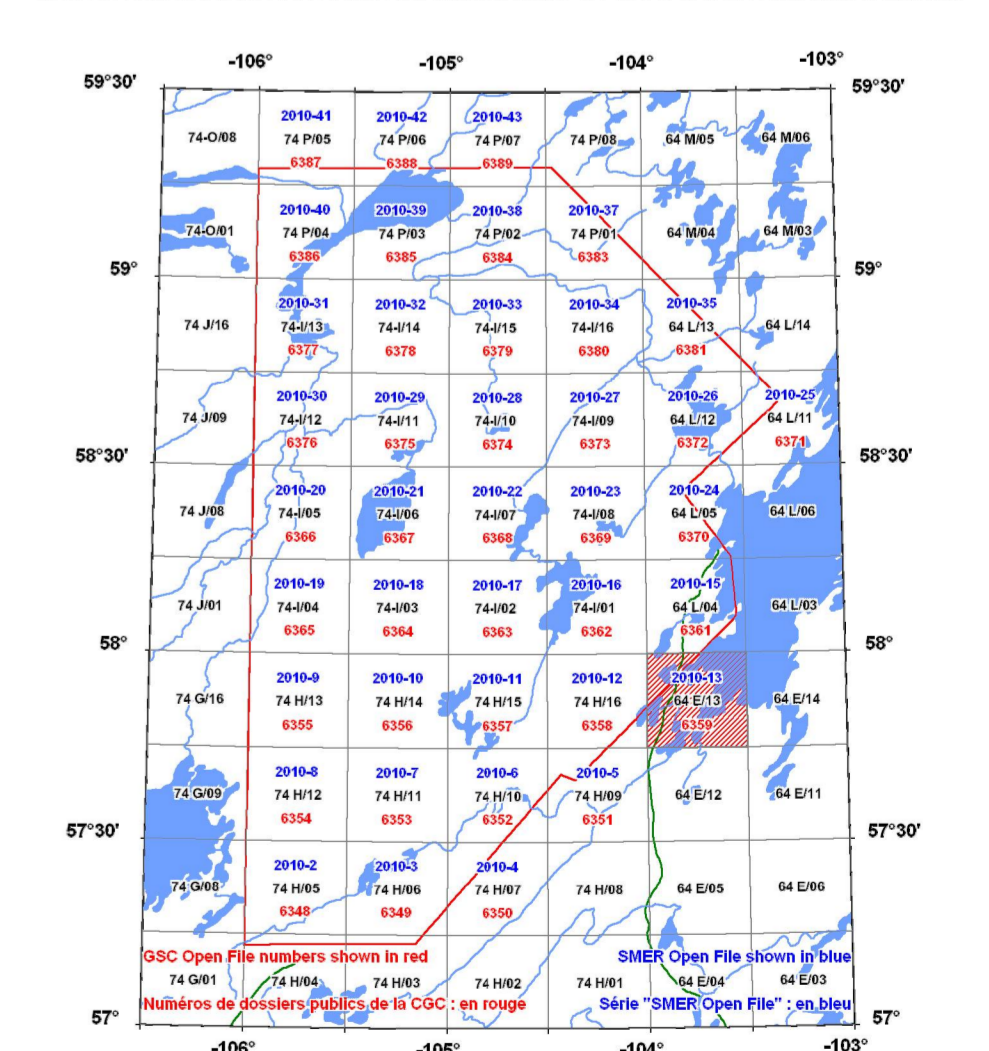 -106° -105° -104° -103°
59°30' 59°30'
2010-41 2010-42 2010-43
74-O/08 74 P/05 74 P/06 74 P/07 74 P/08 64 M/05 64 M/06
6387 6388 6389
2010-40 2010-39 2010-38 2010-37
74-O/01 74 P/04 74 P/03 74 P/02 74 P/01 64 M/04 64 M/03
6386 6385 6384 6383
59° 59°
2010-31 2010-32 2010-33 2010-34 2010-35
74 J/16 74-I/13 74-I/14 74-I/15 74-I/16 64 L/13 64 L/14
6377 6378 6379 6380 6381
2010-30 2010-29 2010-28 2010-27 2010-26 2010-25
74 J/09 74-I/12 74-I/11 74-I/10 74-I/09 64 L/12 64 L/11
6376 6375 6374 6373 6372 6371
58°30' 58°30'
2010-20 2010-21 2010-22 2010-23 2010-24
74 J/08 74-I/05 74-I/06 74-I/07 74-I/08 64 L/05 64 L/06
6366 6367 6368 6369 6370
2010-19 2010-18 2010-17 2010-16 2010-15
74 J/01 74-I/04 74-I/03 74-I/02 74-I/01 64 L/04 64 L/03
6365 6364 6363 6362 6361
58° 58°
2010-9 2010-10 2010-11 2010-12 2010-13
74 G/16 74 H/13 74 H/14 74 H/15 74 H/16 64 E/13 64 E/14
6355 6356 6357 6358 6359
2010-8 2010-7 2010-6 2010-5
74 G/09 74 H/12 74 H/11 74 H/10 74 H/09 64 E/12 64 E/11
6354 6353 6352 6351
57°30' 57°30'
2010-2 2010-3 2010-4
74 G/08 74 H/05 74 H/06 74 H/07 74 H/08 64 E/05 64 E/06
6348 6349 6350
GSC Open File numbers shown in red SMER Open File shown in blue
74 G/01 74 H/04 74 H/03 74 H/02 74 H/01 64 E/04 64 E/03
Numéros de dossiers publics de la CGC : en rouge Série "SMER Open File" : en bleu
57° 57°
-106° -105° -104° -103°